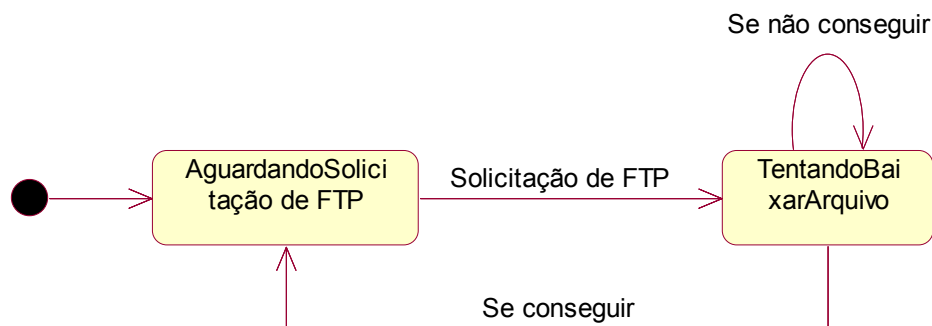 Se não conseguir
AguardandoSolici
tação de FTP
Solicitação de FTP
TentandoBai
xarArquivo
Se conseguir